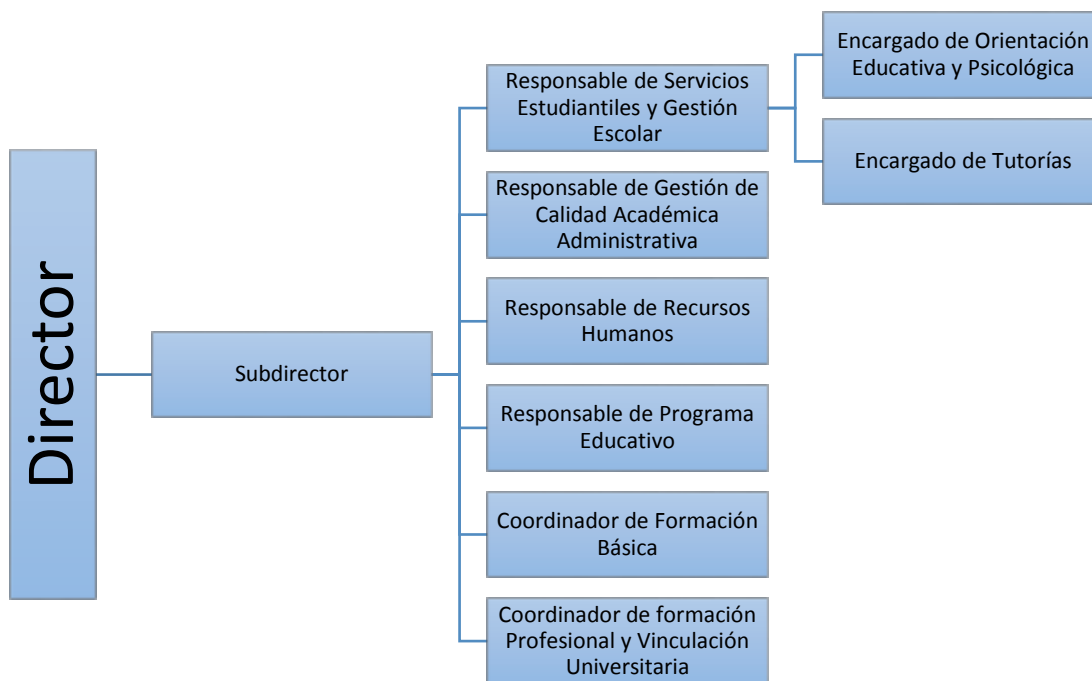 Director
Subdirector
Responsable de Servicios
Estudiantiles y Gestión
Escolar
Encargado de Orientación
Educativa y Psicológica
Encargado de Tutorías
Responsable de Gestión de
Calidad Académica
Administrativa
Responsable de Recursos
Humanos
Responsable de Programa
Educativo
Coordinador de Formación
Básica
Coordinador de formación
Profesional y Vinculación
Universitaria